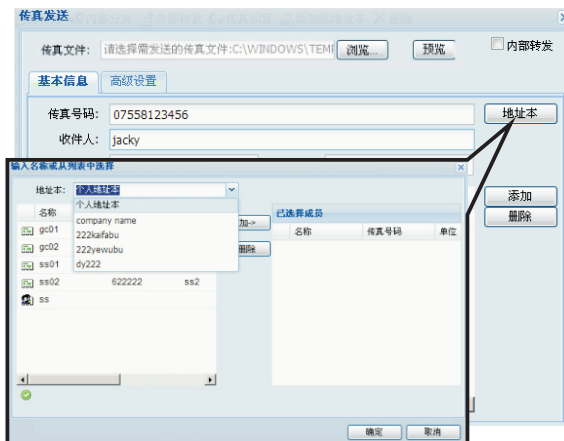 传真发送
传真文件: 请选择需发送的传真文件:C:\WINDOWS\TEMP 浏览... 预览 内部转发
基本信息 高级设置
传真号码: 07558123456 地址本
收件人: jacky
添加
删除
输入名称或从列表中选择
地址本: 个人地址本
个人地址本
company name
222kaifabu
222yewubu
dy222
名称
gc01
gc02
ss01
ss02 622222 ss2
ss
加->
删除
已选择成员
名称 传真号码 单位
确定 取消